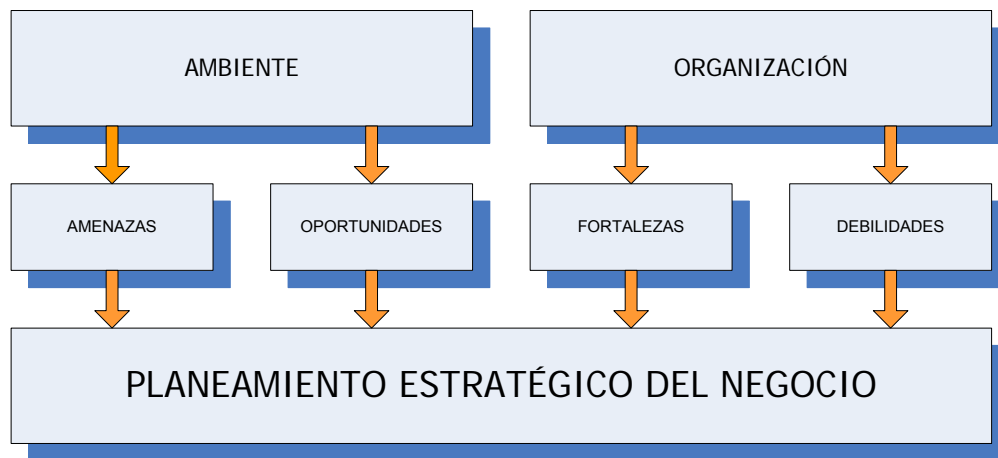 AMBIENTE
ORGANIZACIÓN
AMENAZAS
OPORTUNIDADES
FORTALEZAS
DEBILIDADES
PLANEAMIENTO ESTRATÉGICO DEL NEGOCIO